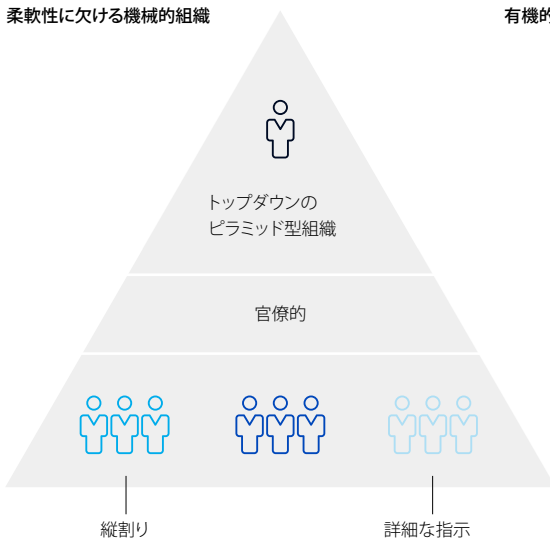 柔軟性に欠ける機械的組織
有機的
トップダウンの
ピラミッド型組織
官僚的
縦割り
詳細な指示